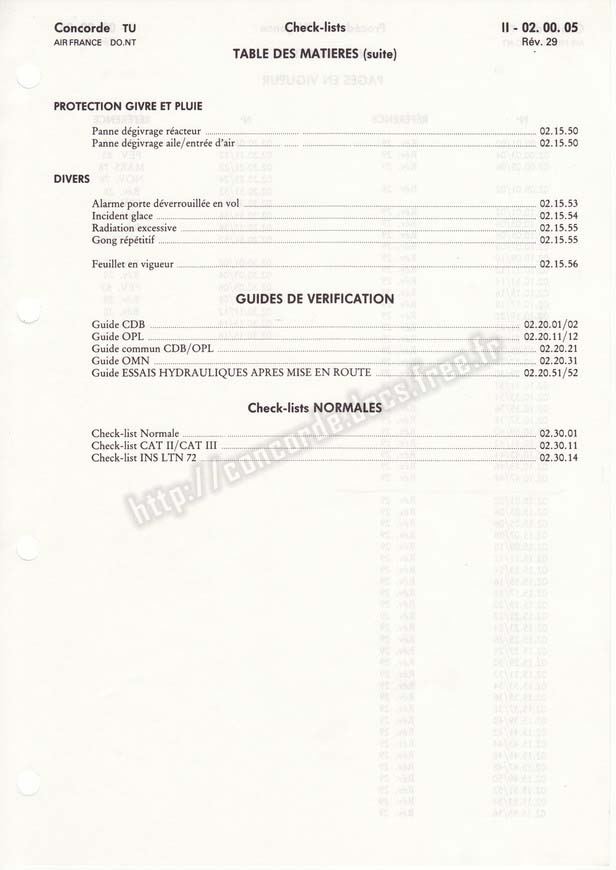 Concorde TU Check-lists II - 02. 00. 05
AIR FRANCE DO.NT Rév. 29
TABLE DES MATIERES (suite)
PROTECTION GIVRE ET PLUIE
Panne dégivrage réacteur 02.15.50
Panne dégivrage aile/entrée d'air 02.15.50
DIVERS
Alarme porte déverrouillée en vol 02.15.53
Incident glace 02.15.54
Radiation excessive 02.15.55
Gong répétitif 02.15.55
Feuillet en vigueur 02.15.56
GUIDES DE VERIFICATION
Guide CDB 02.20.01/02
Guide OPL 02.20.11/12
Guide commun CDB/OPL 02.20.21
Guide OMN 02.20.31
Guide ESSAIS HYDRAULIQUES APRES MISE EN ROUTE 02.20.51/52
Check-lists NORMALES
Check-list Normale 02.30.01
Check-list CAT II/CAT III 02.30.11
Check-list INS LTN 72 02.30.14
http://concorde.docs.free.fr